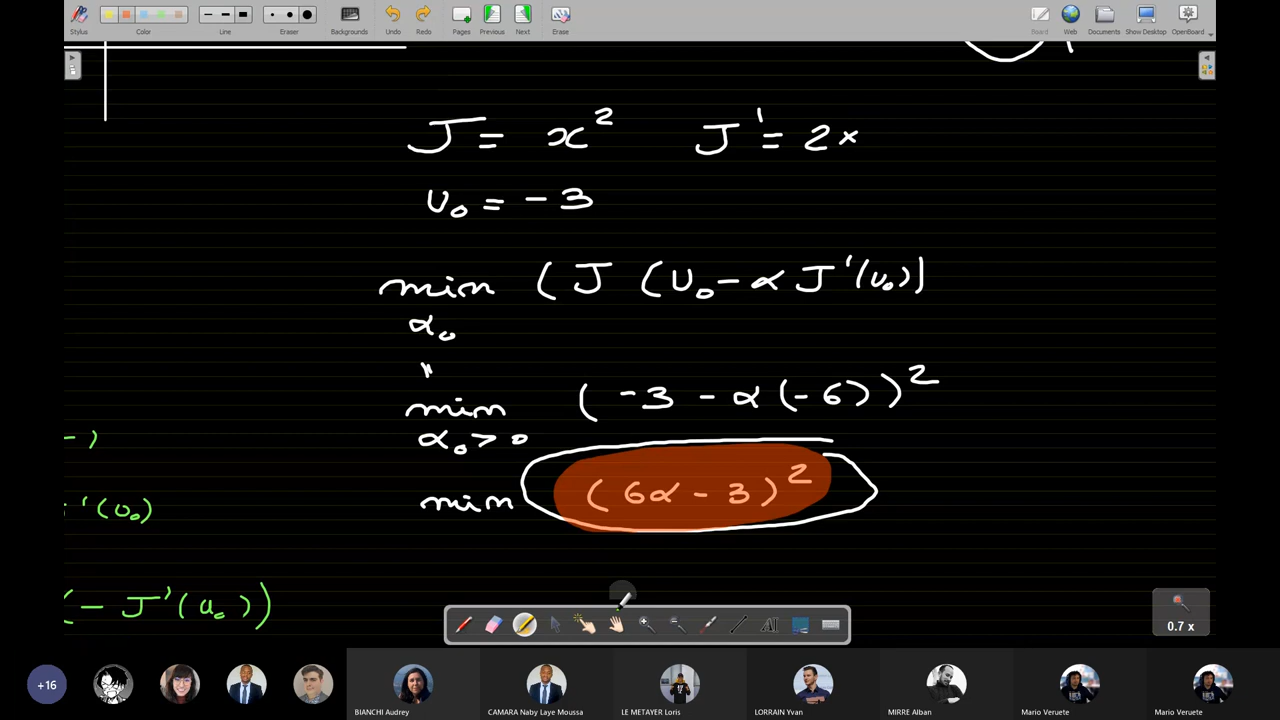 Stylus Color Line Eraser Backgrounds Undo Redo Pages Previous Next Erase Board Web Documents Show Desktop OpenBoard
J = x² J' = 2x
u₀ = -3
min ( J ( u₀ - α J'(u₀))
α₀
min ( -3 - α (-6) )²
α₀ > 0
min ( 6α - 3 )²
-)
'(u₀)
( - J'(u₀) )
0.7 x
+16
BIANCHI Audrey
CAMARA Naby Laye Moussa
LE METAYER Loris
LORRAIN Yvan
MIRRE Alban
Mario Veruete
Mario Veruete